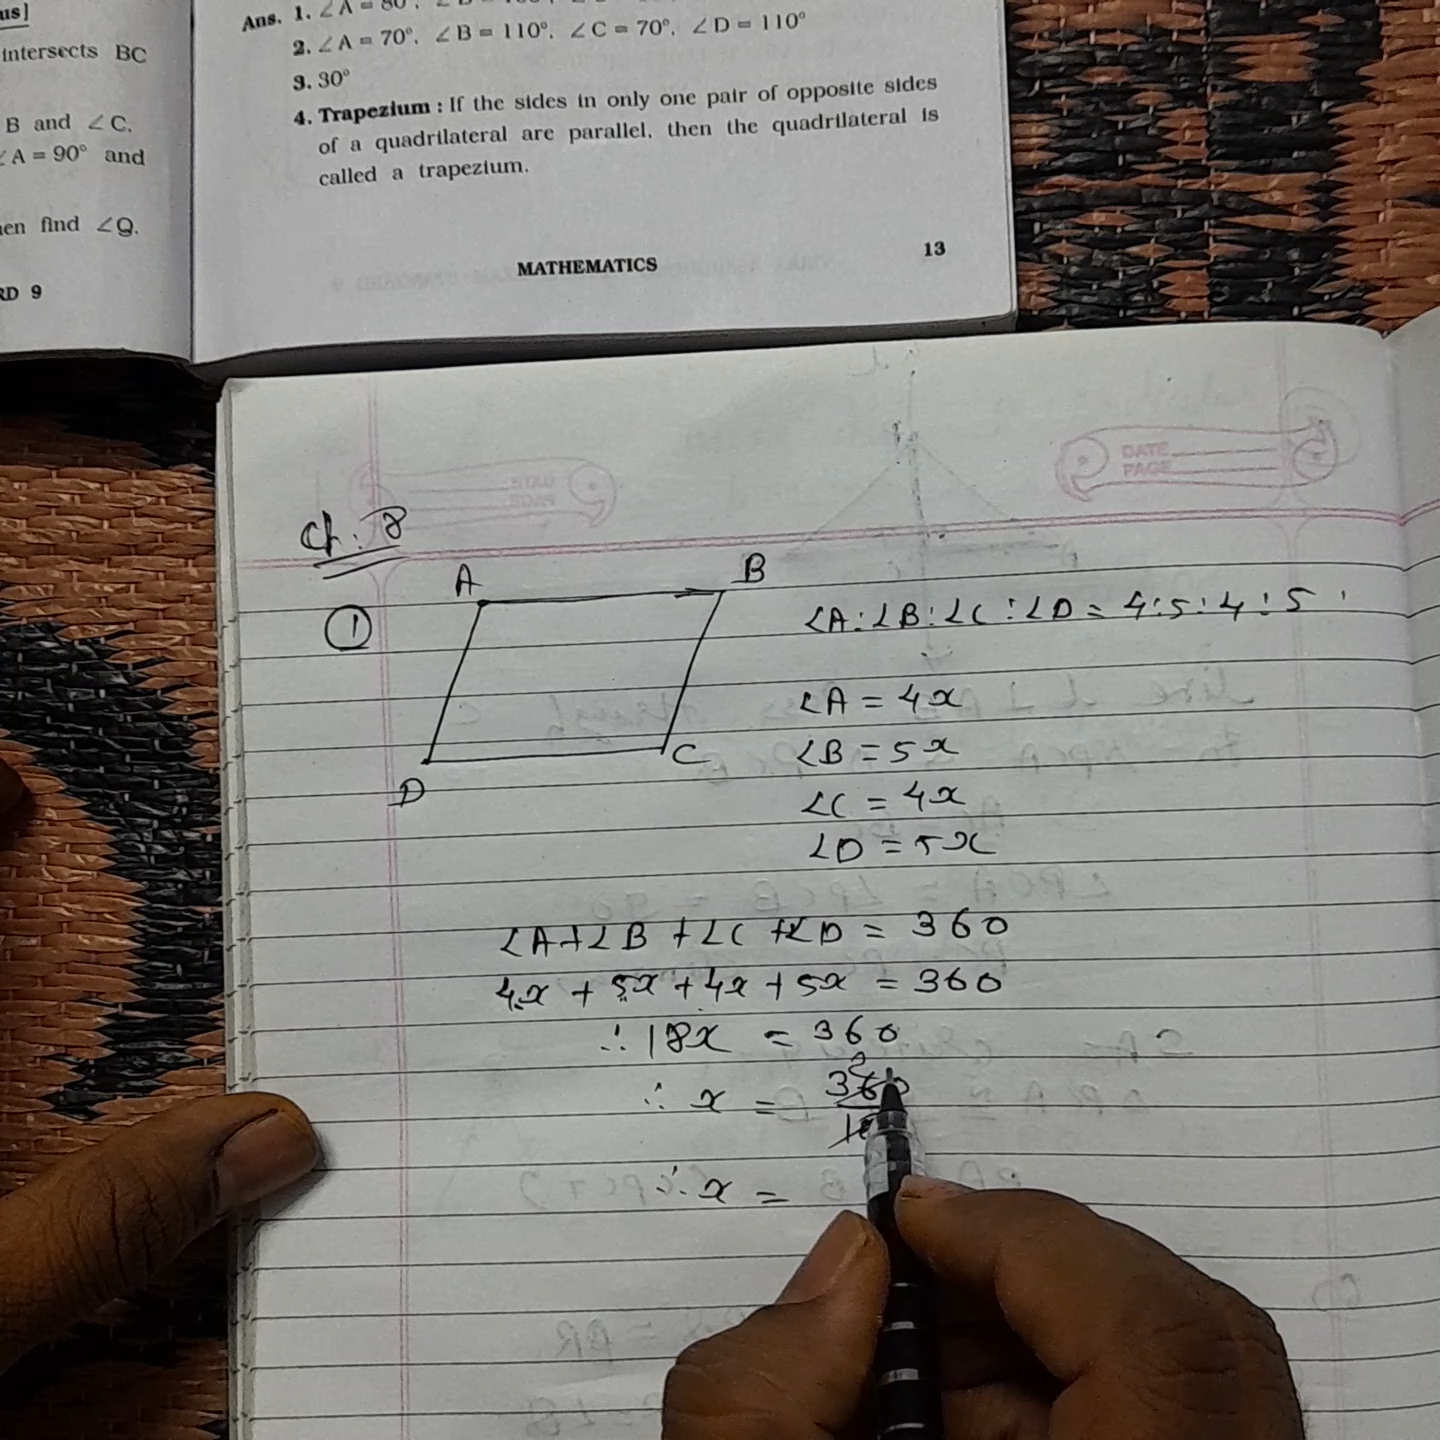 us]
intersects BC
B and ∠C.
∠A = 90° and
en find ∠Q.
RD 9
Ans. 1. ∠A = 80°,
2. ∠A = 70°, ∠B = 110°, ∠C = 70°, ∠D = 110°
3. 30°
4. Trapezium : If the sides in only one pair of opposite sides
of a quadrilateral are parallel, then the quadrilateral is
called a trapezium.
MATHEMATICS
13
DATE
PAGE
Ch. : 8
①
A
B
C
D
∠A : ∠B : ∠C : ∠D = 4 : 5 : 4 : 5
∠A = 4x
∠B = 5x
∠C = 4x
∠D = 5x
∠A + ∠B + ∠C + ∠D = 360
4x + 5x + 4x + 5x = 360
∴ 18x = 360
2
∴ x = 360
18
∴ x =